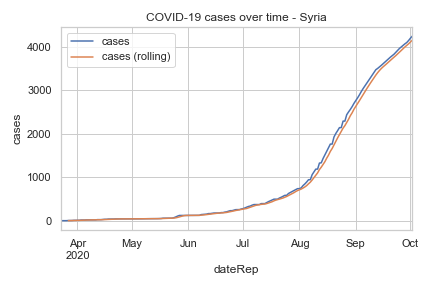 COVID-19 cases over time - Syria
cases
cases (rolling)
4000
3000
2000
1000
0
cases
Apr
2020
May
Jun
Jul
Aug
Sep
Oct
dateRep